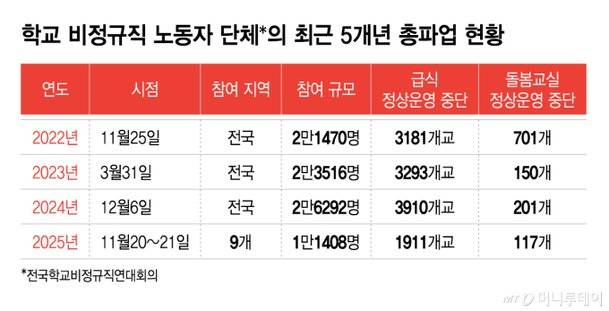 학교 비정규직 노동자 단체*의 최근 5개년 총파업 현황
연도 시점 참여 지역 참여 규모 급식 정상운영 중단 돌봄교실 정상운영 중단
2022년 11월25일 전국 2만1470명 3181개교 701개
2023년 3월31일 전국 2만3516명 3293개교 150개
2024년 12월6일 전국 2만6292명 3910개교 201개
2025년 11월20~21일 9개 1만1408명 1911개교 117개
*전국학교비정규직연대회의
MT 머니투데이